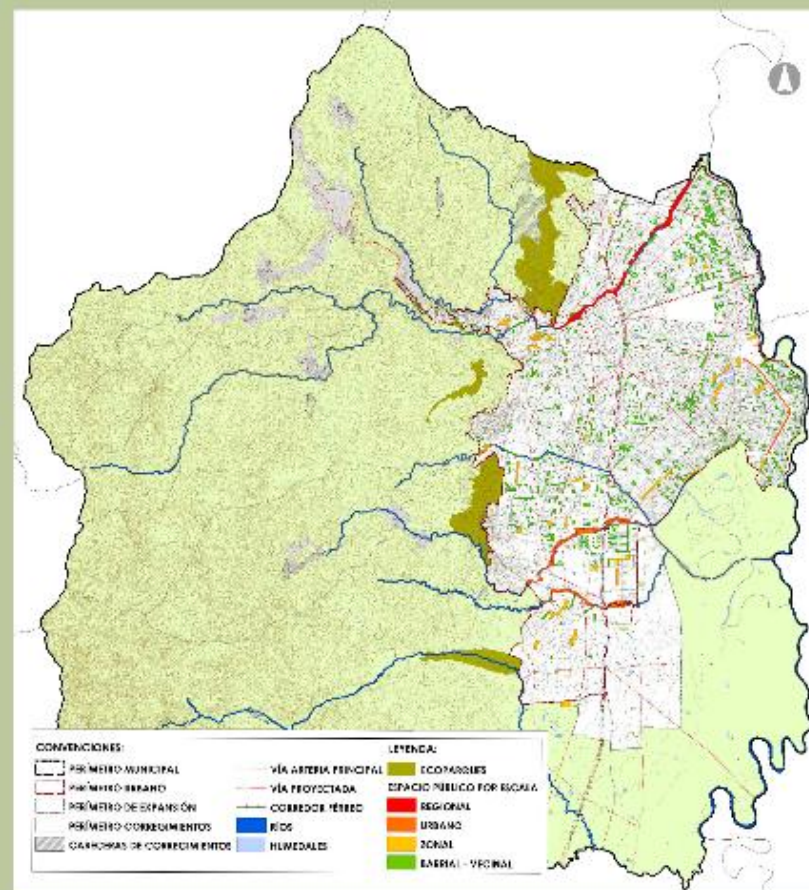 CONVENCIONES:
PERÍMETRO MUNICIPAL
PERÍMETRO URBANO
PERÍMETRO DE EXPANSIÓN
PERÍMETRO CORREGIMIENTOS
CABECERAS DE CORREGIMIENTOS
VÍA ARTERIA PRINCIPAL
VÍA PROYECTADA
CORREDOR FÉRREO
RÍOS
HUMEDALES
LEYENDA:
ECOPARQUES
ESPACIO PÚBLICO POR ESCALA
REGIONAL
URBANO
ZONAL
BARRIAL - VECINAL